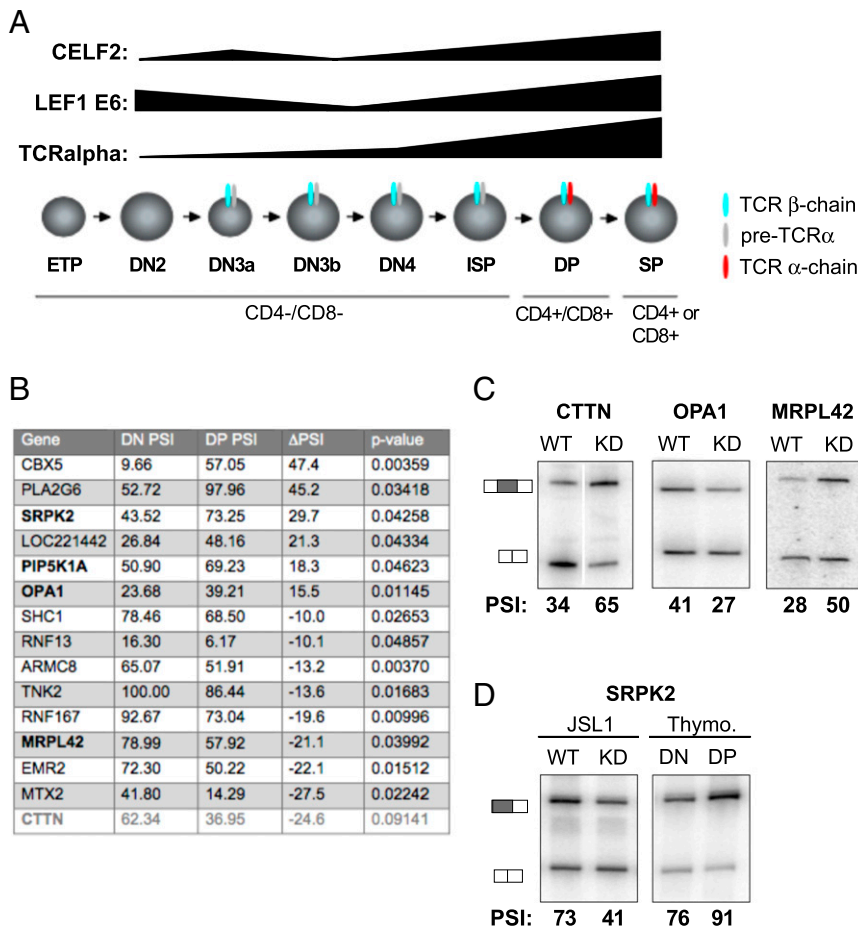 A
CELF2:
LEF1 E6:
TCRalpha:
ETP DN2 DN3a DN3b DN4 ISP DP SP
TCR β-chain
pre-TCRα
TCR α-chain
CD4-/CD8- CD4+/CD8+ CD4+ or
CD8+
B
Gene DN PSI DP PSI ΔPSI p-value
CBX5 9.66 57.05 47.4 0.00359
PLA2G6 52.72 97.96 45.2 0.03418
SRPK2 43.52 73.25 29.7 0.04258
LOC221442 26.84 48.16 21.3 0.04334
PIP5K1A 50.90 69.23 18.3 0.04623
OPA1 23.68 39.21 15.5 0.01145
SHC1 78.46 68.50 -10.0 0.02653
RNF13 16.30 6.17 -10.1 0.04857
ARMC8 65.07 51.91 -13.2 0.00370
TNK2 100.00 86.44 -13.6 0.01683
RNF167 92.67 73.04 -19.6 0.00996
MRPL42 78.99 57.92 -21.1 0.03992
EMR2 72.30 50.22 -22.1 0.01512
MTX2 41.80 14.29 -27.5 0.02242
CTTN 62.34 36.95 -24.6 0.09141
C
CTTN OPA1 MRPL42
WT KD WT KD WT KD
PSI: 34 65 41 27 28 50
D
SRPK2
JSL1 Thymo.
WT KD DN DP
PSI: 73 41 76 91